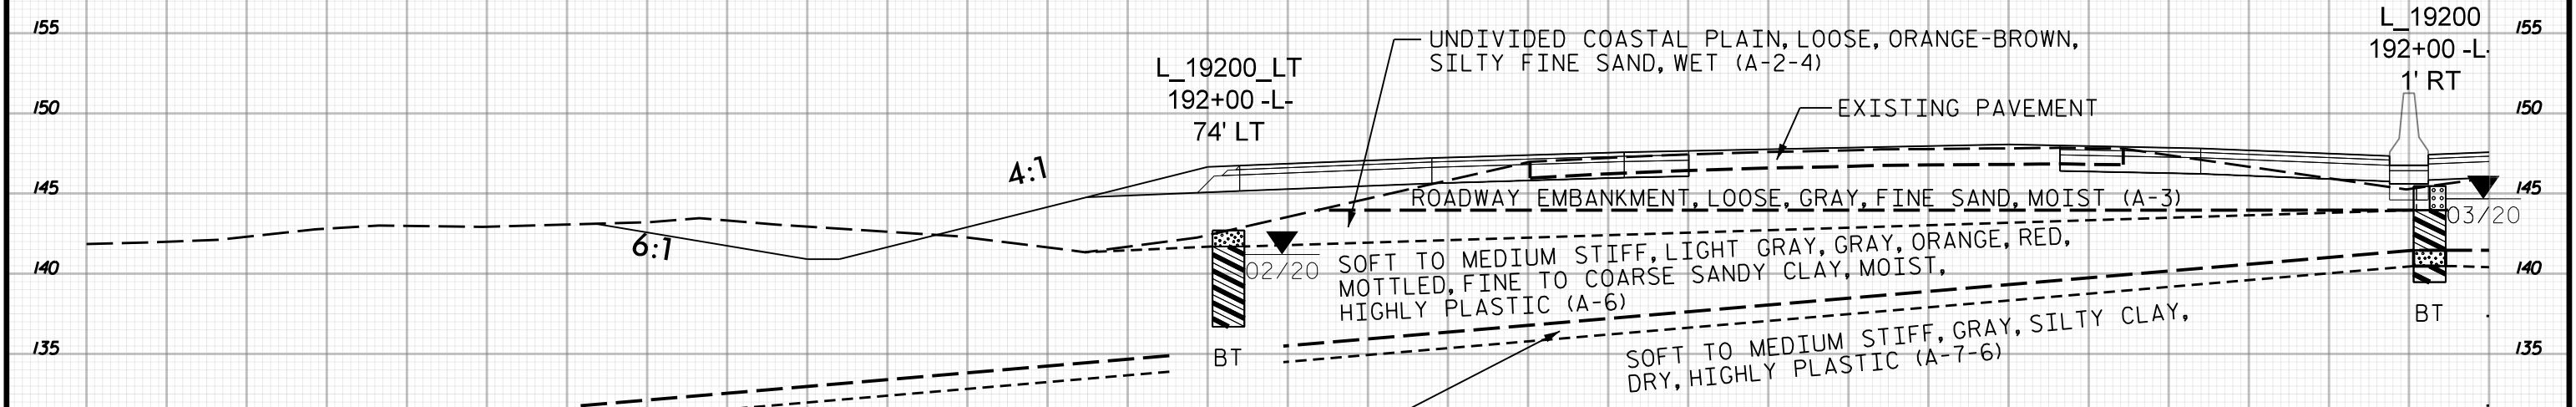 155
150
145
140
135
L_19200_LT
192+00 -L-
74' LT
4:1
6:1
UNDIVIDED COASTAL PLAIN, LOOSE, ORANGE-BROWN,
SILTY FINE SAND, WET (A-2-4)
EXISTING PAVEMENT
ROADWAY EMBANKMENT, LOOSE, GRAY, FINE SAND, MOIST (A-3)
02/20
SOFT TO MEDIUM STIFF, LIGHT GRAY, GRAY, ORANGE, RED,
MOTTLED, FINE TO COARSE SANDY CLAY, MOIST,
HIGHLY PLASTIC (A-6)
BT
SOFT TO MEDIUM STIFF, GRAY, SILTY CLAY,
DRY, HIGHLY PLASTIC (A-7-6)
L_19200
192+00 -L-
1' RT
03/20
BT
155
150
145
140
135